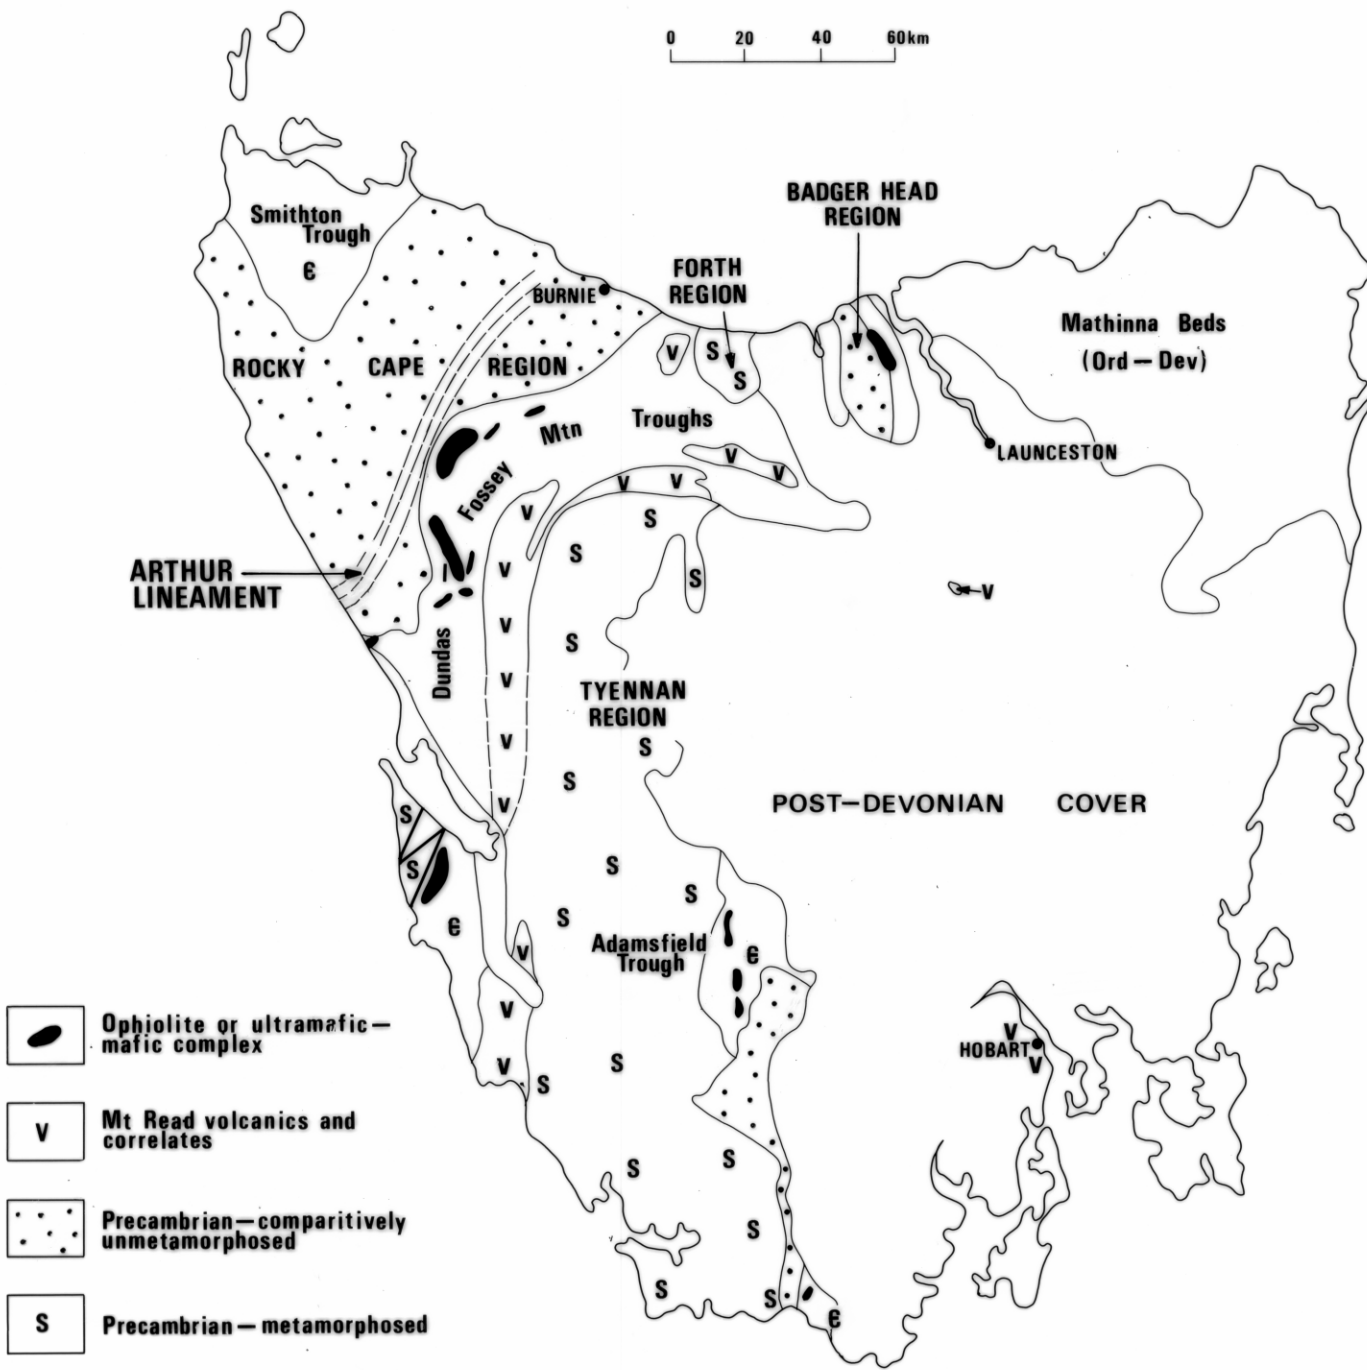 0 20 40 60km
BADGER HEAD
REGION
Smithton
Trough
Є
FORTH
REGION
BURNIE
Mathinna Beds
(Ord—Dev)
ROCKY CAPE REGION
V
S
S
Fossey Mtn Troughs
LAUNCESTON
V
V
V
V
V
S
S
V
S
ARTHUR
LINEAMENT
V
V
S
Dundas
V
TYENNAN
REGION
V
S
S
V
POST—DEVONIAN COVER
S
S
S
S
Є
S
Adamsfield
Trough
V
Є
V
V
HOBART
V
V
S
S
S
S
S
S
S
Є
Ophiolite or ultramafic—
mafic complex
V
Mt Read volcanics and
correlates
Precambrian—comparitively
unmetamorphosed
S
Precambrian—metamorphosed